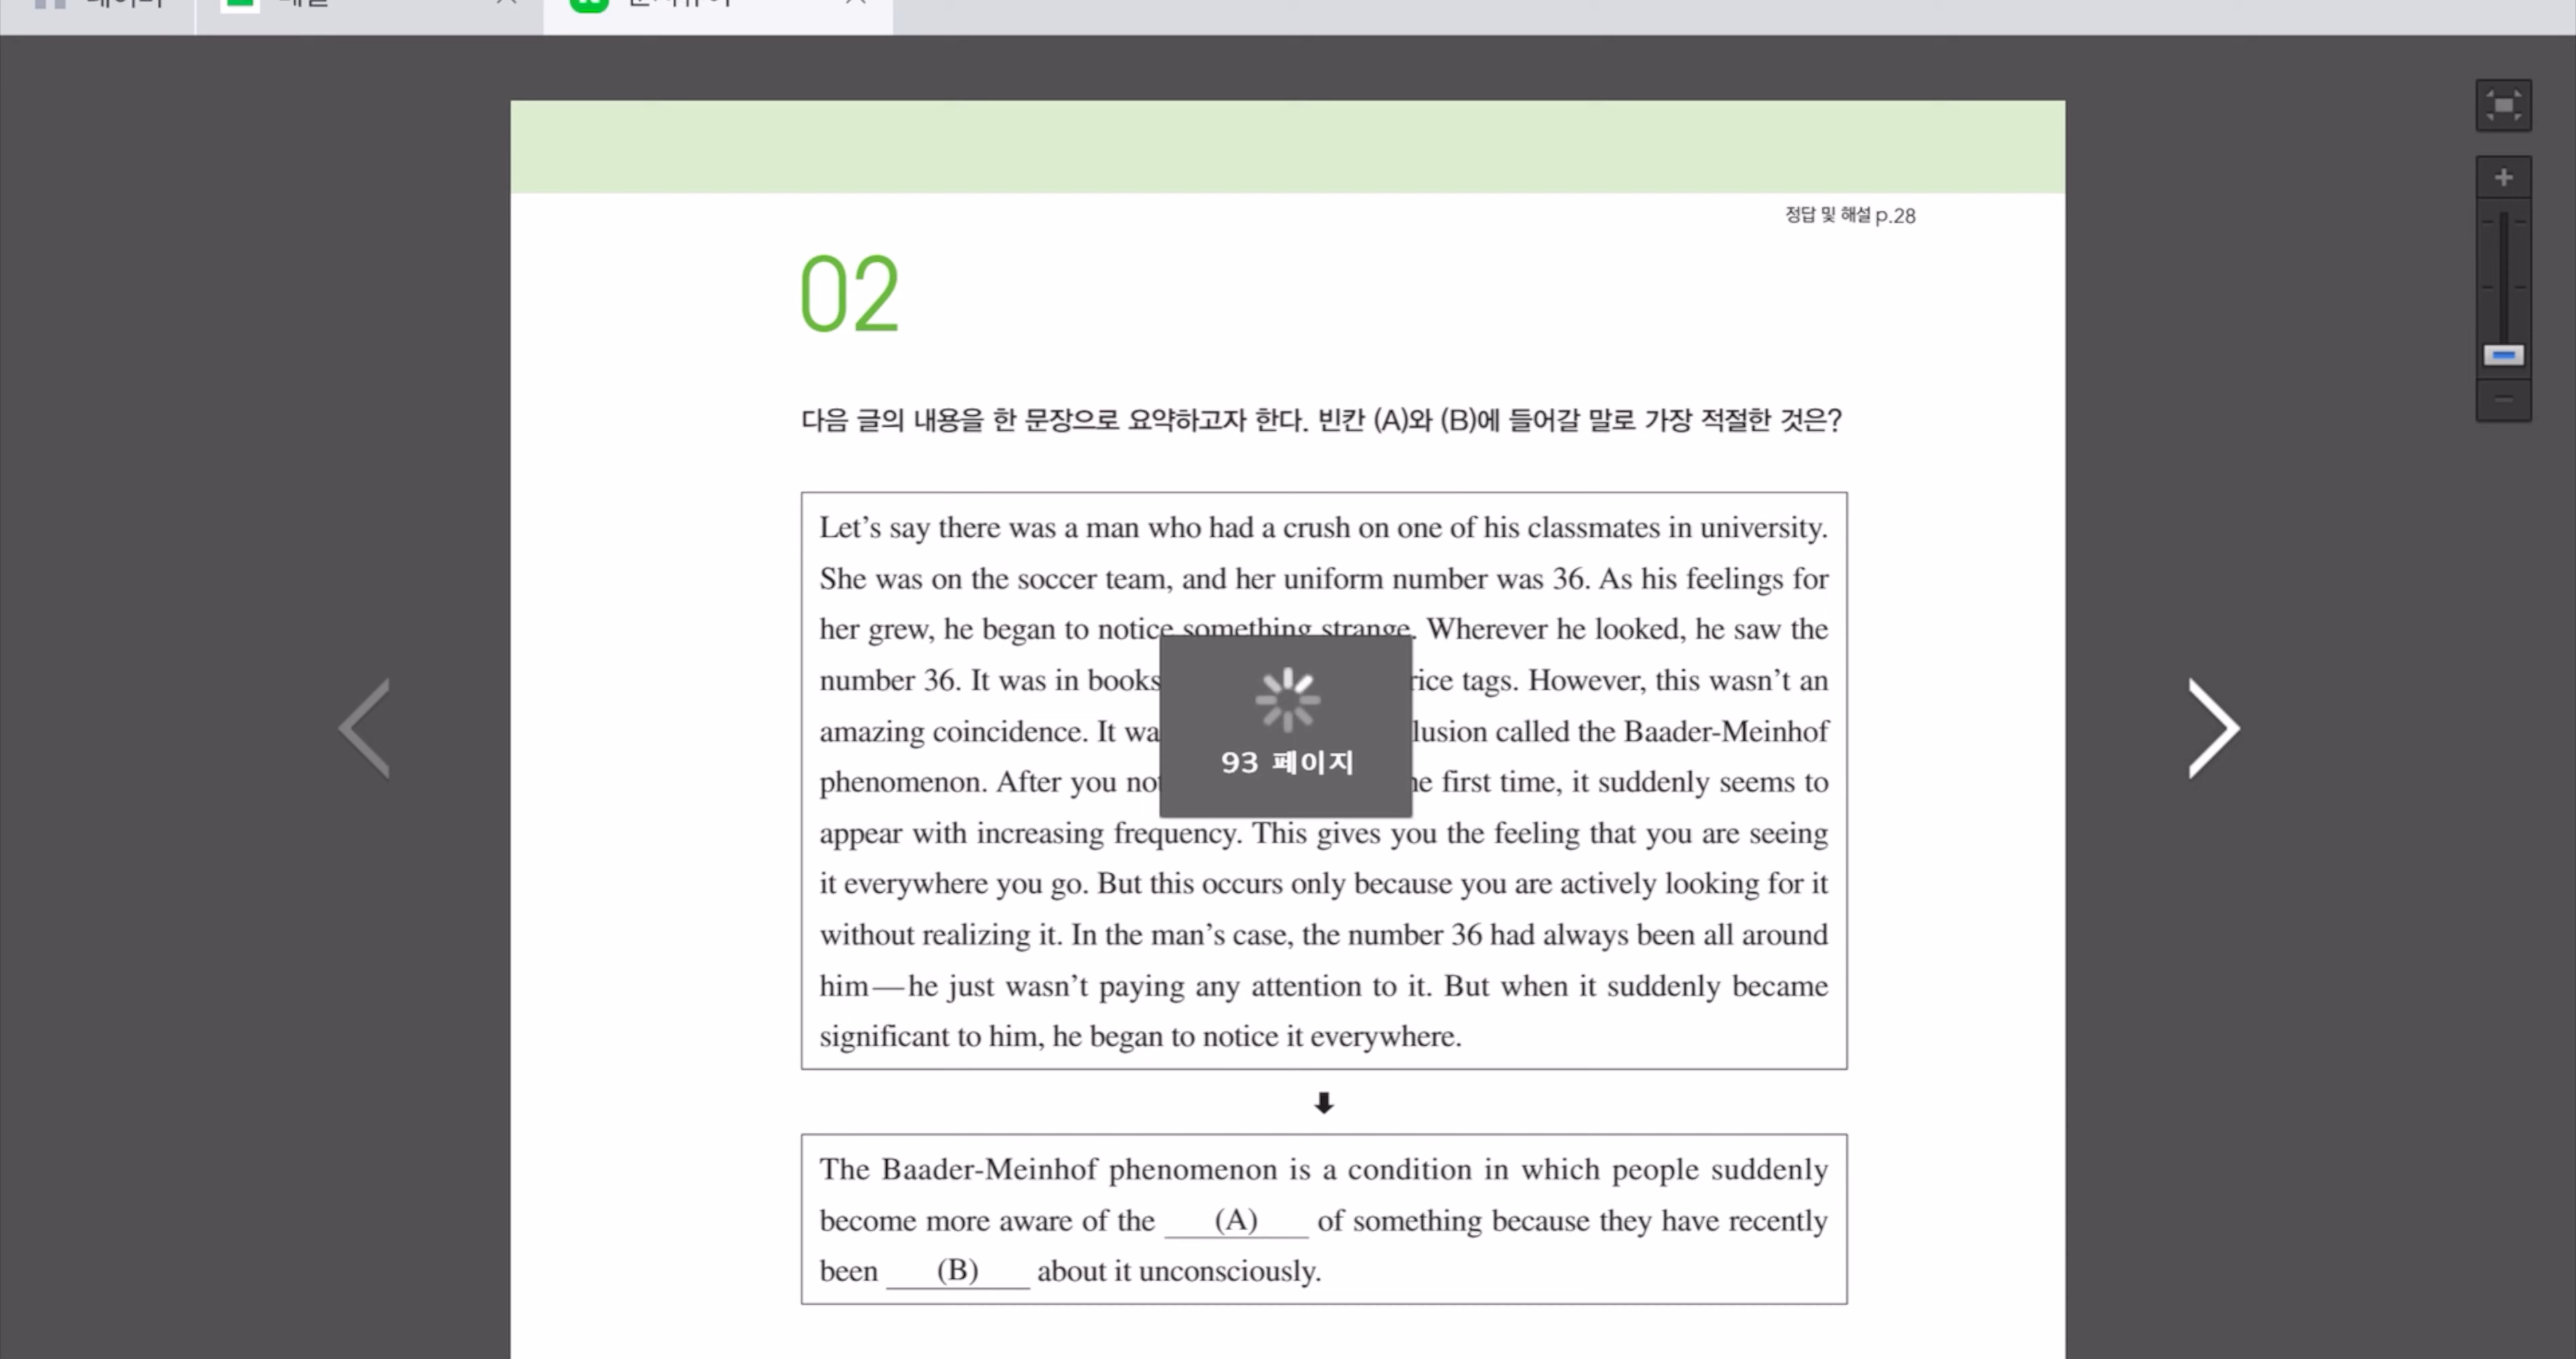 정답 및 해설 p.28
02
다음 글의 내용을 한 문장으로 요약하고자 한다. 빈칸 (A)와 (B)에 들어갈 말로 가장 적절한 것은?
Let’s say there was a man who had a crush on one of his classmates in university.
She was on the soccer team, and her uniform number was 36. As his feelings for
her grew, he began to notice something strange. Wherever he looked, he saw the
number 36. It was in books rice tags. However, this wasn’t an
amazing coincidence. It wa lusion called the Baader-Meinhof
93 페이지
phenomenon. After you no he first time, it suddenly seems to
appear with increasing frequency. This gives you the feeling that you are seeing
it everywhere you go. But this occurs only because you are actively looking for it
without realizing it. In the man’s case, the number 36 had always been all around
him—he just wasn’t paying any attention to it. But when it suddenly became
significant to him, he began to notice it everywhere.
The Baader-Meinhof phenomenon is a condition in which people suddenly
become more aware of the (A) of something because they have recently
been (B) about it unconsciously.